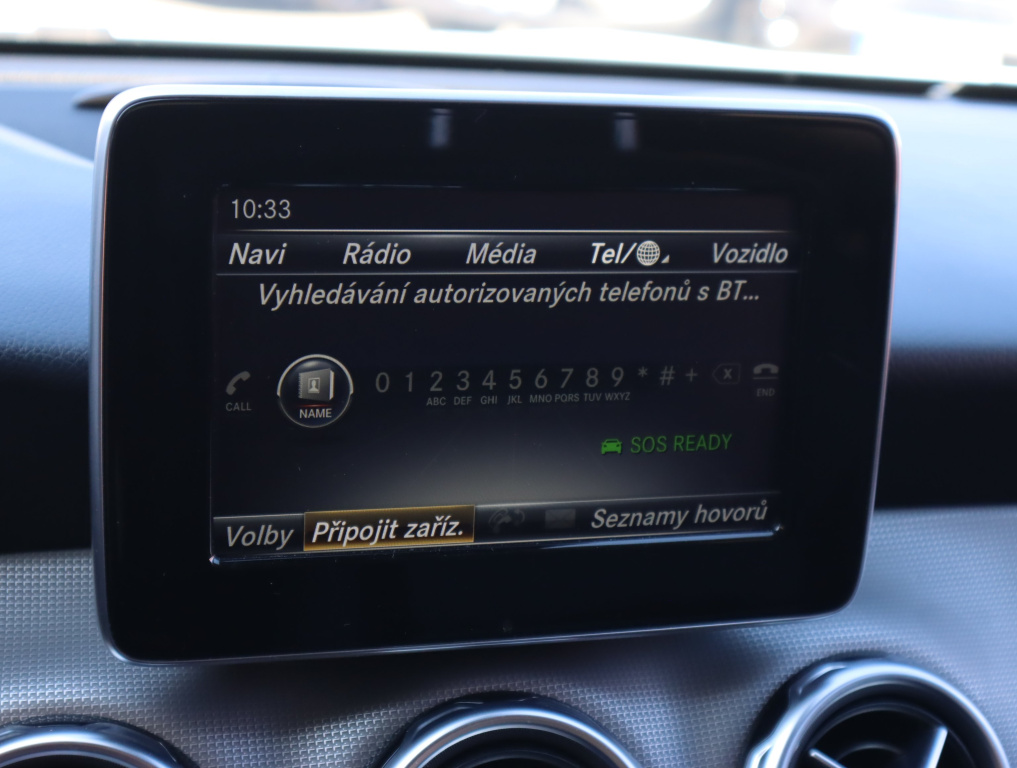 10:33
Navi Rádio Média Tel/ Vozidlo
Vyhledávání autorizovaných telefonů s BT...
CALL NAME 0 1 2 3 4 5 6 7 8 9 * # + X END
ABC DEF GHI JKL MNO PQRS TUV WXYZ
SOS READY
Volby Připojit zaříz. Seznamy hovorů